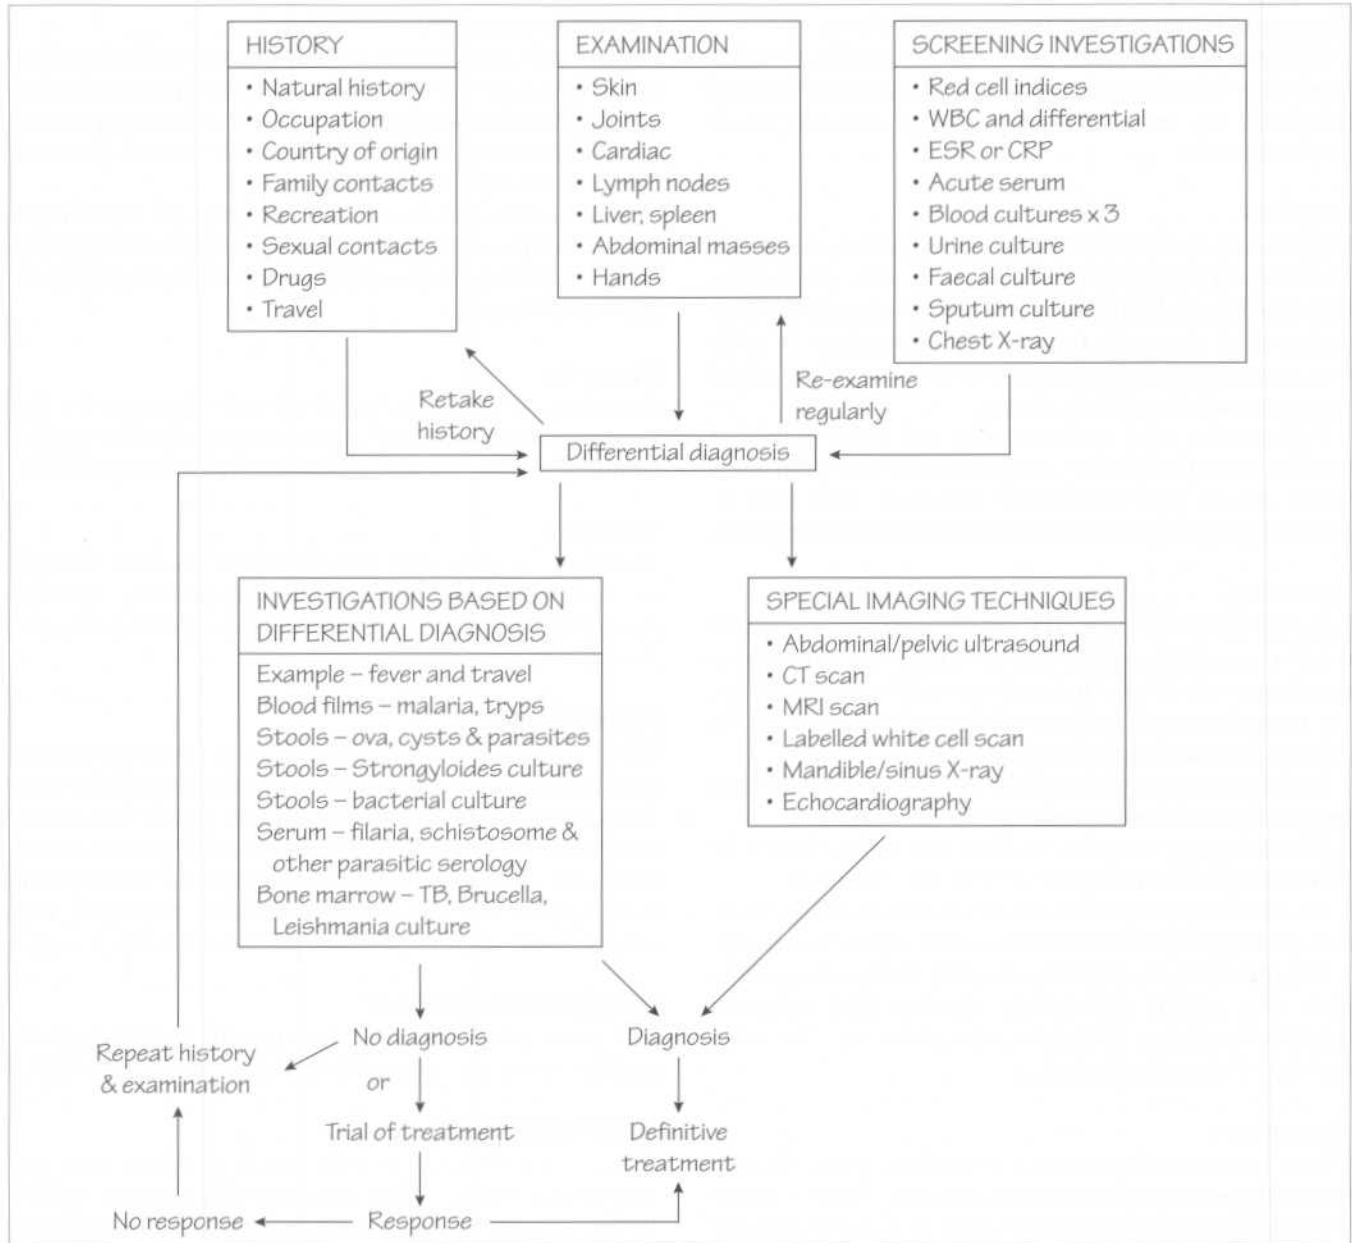 HISTORY
• Natural history
• Occupation
• Country of origin
• Family contacts
• Recreation
• Sexual contacts
• Drugs
• Travel
EXAMINATION
• Skin
• Joints
• Cardiac
• Lymph nodes
• Liver, spleen
• Abdominal masses
• Hands
SCREENING INVESTIGATIONS
• Red cell indices
• WBC and differential
• ESR or CRP
• Acute serum
• Blood cultures x 3
• Urine culture
• Faecal culture
• Sputum culture
• Chest X-ray
Retake
history
Re-examine
regularly
Differential diagnosis
INVESTIGATIONS BASED ON
DIFFERENTIAL DIAGNOSIS
Example – fever and travel
Blood films – malaria, tryps
Stools – ova, cysts & parasites
Stools – Strongyloides culture
Stools – bacterial culture
Serum – filaria, schistosome &
other parasitic serology
Bone marrow – TB, Brucella,
Leishmania culture
SPECIAL IMAGING TECHNIQUES
• Abdominal/pelvic ultrasound
• CT scan
• MRI scan
• Labelled white cell scan
• Mandible/sinus X-ray
• Echocardiography
Repeat history
& examination
No diagnosis
or
Trial of treatment
Diagnosis
Definitive
treatment
No response
Response